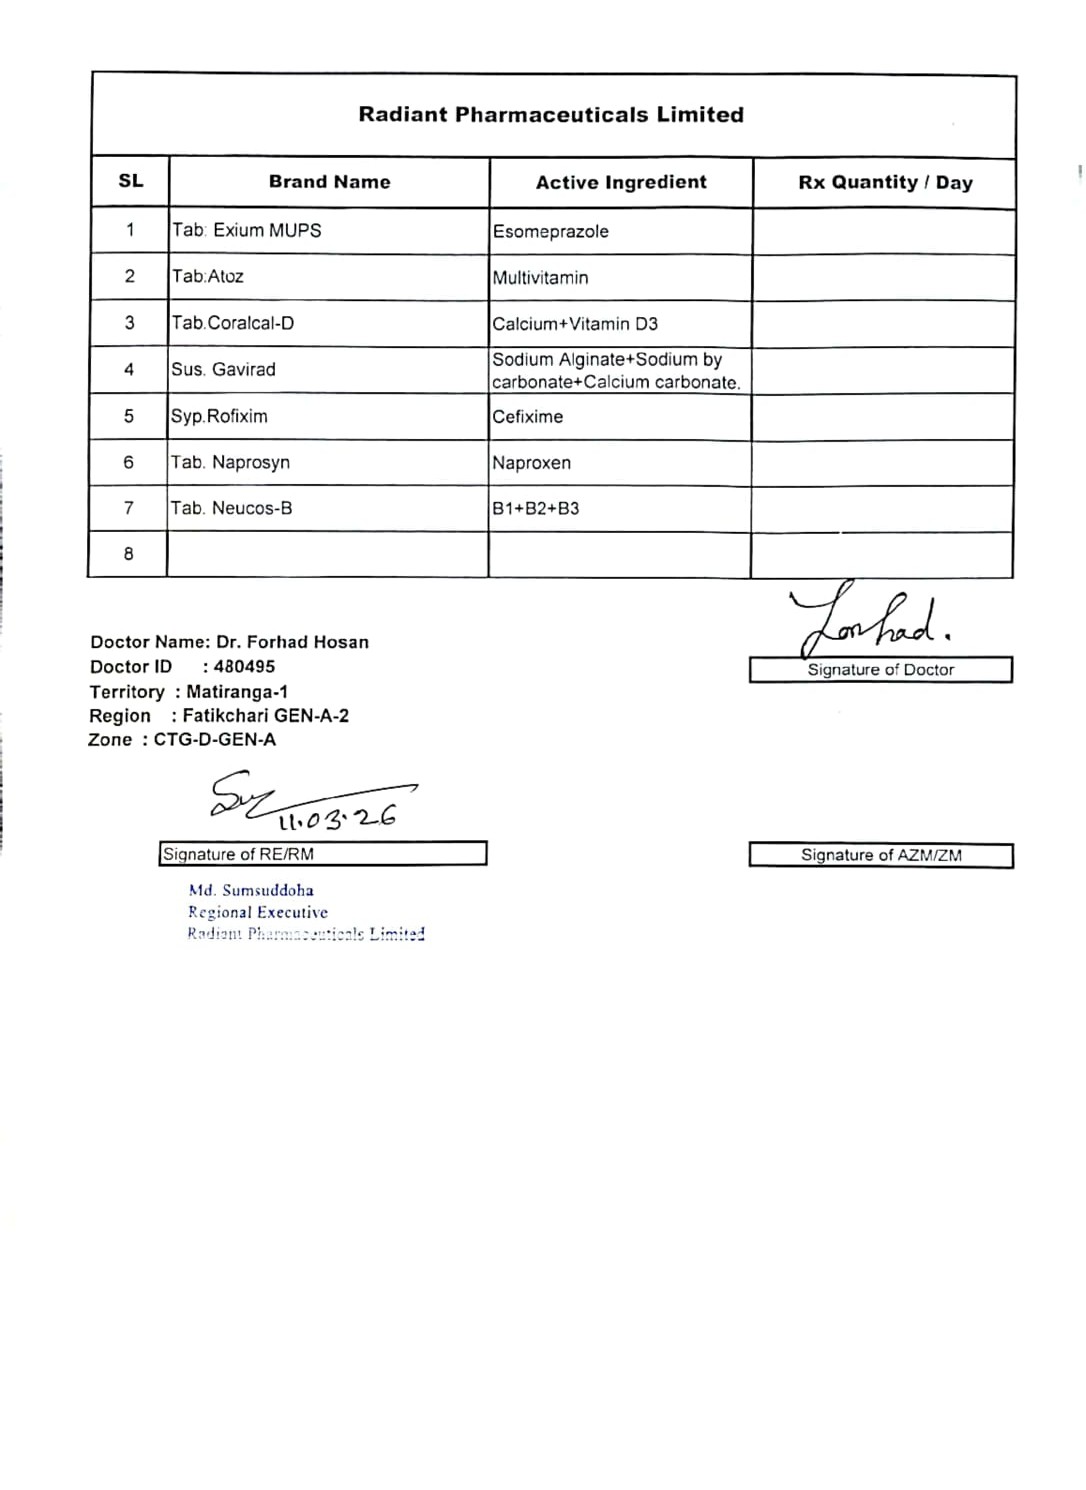 Radiant Pharmaceuticals Limited
SL Brand Name Active Ingredient Rx Quantity / Day
1 Tab: Exium MUPS Esomeprazole
2 Tab:Atoz Multivitamin
3 Tab.Coralcal-D Calcium+Vitamin D3
4 Sus. Gavirad Sodium Alginate+Sodium by
carbonate+Calcium carbonate.
5 Syp.Rofixim Cefixime
6 Tab. Naprosyn Naproxen
7 Tab. Neucos-B B1+B2+B3
8
Forhad.
Signature of Doctor
Doctor Name: Dr. Forhad Hosan
Doctor ID : 480495
Territory : Matiranga-1
Region : Fatikchari GEN-A-2
Zone : CTG-D-GEN-A
11.03.26
Signature of RE/RM
Signature of AZM/ZM
Md. Sumsuddoha
Regional Executive
Radiant Pharmaceuticals Limited